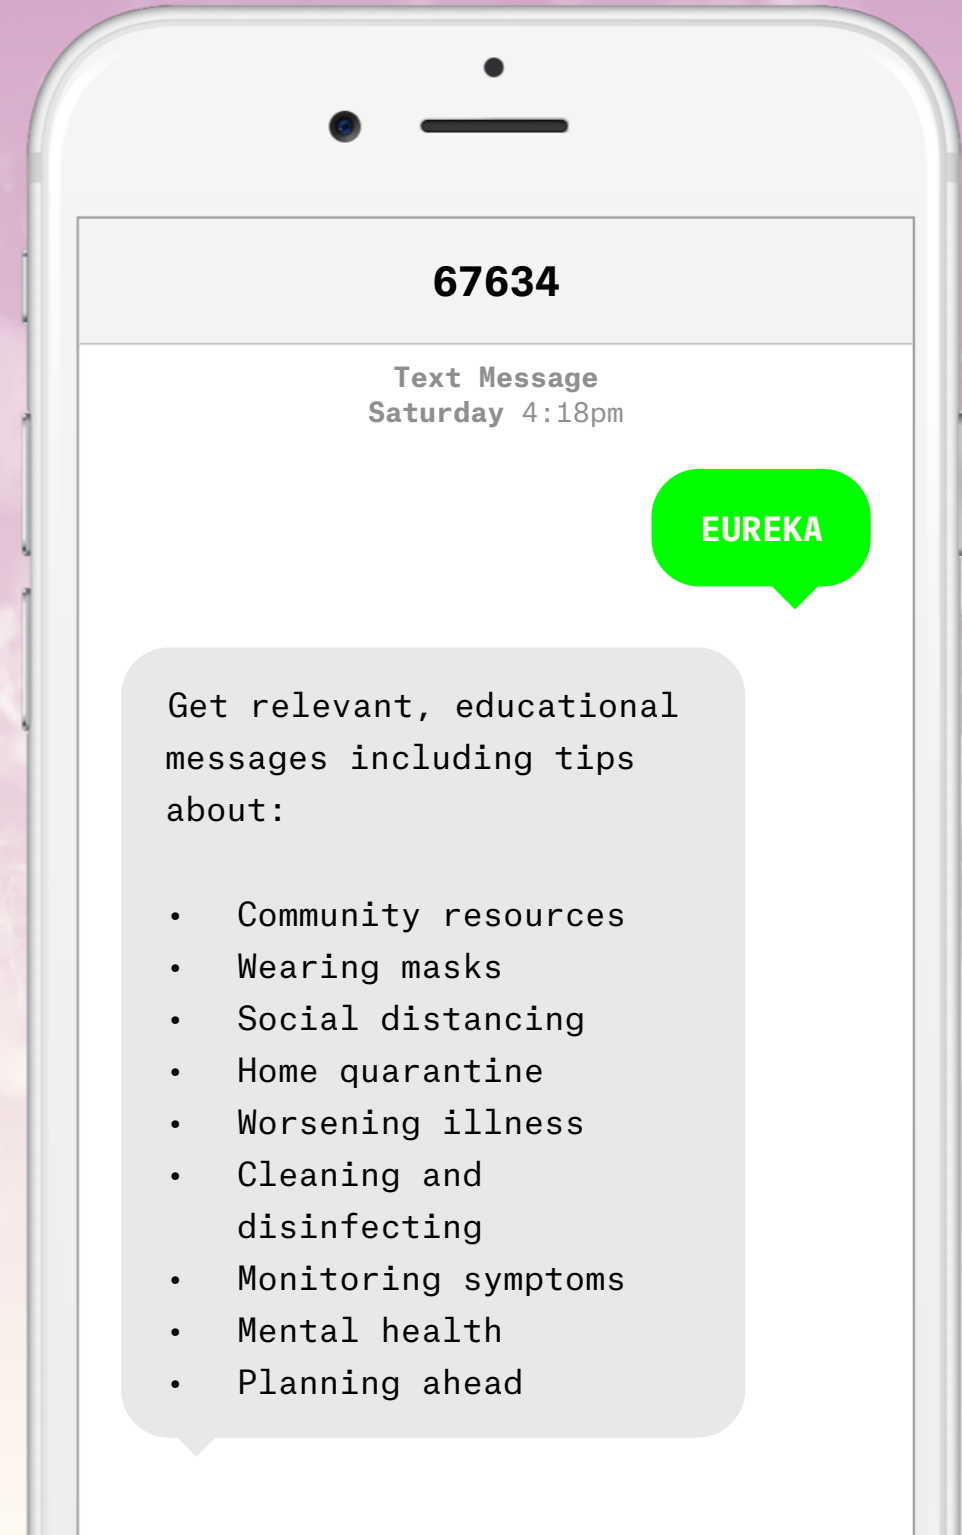 67634
Text Message
Saturday 4:18pm
EUREKA
Get relevant, educational
messages including tips
about:
• Community resources
• Wearing masks
• Social distancing
• Home quarantine
• Worsening illness
• Cleaning and
disinfecting
• Monitoring symptoms
• Mental health
• Planning ahead